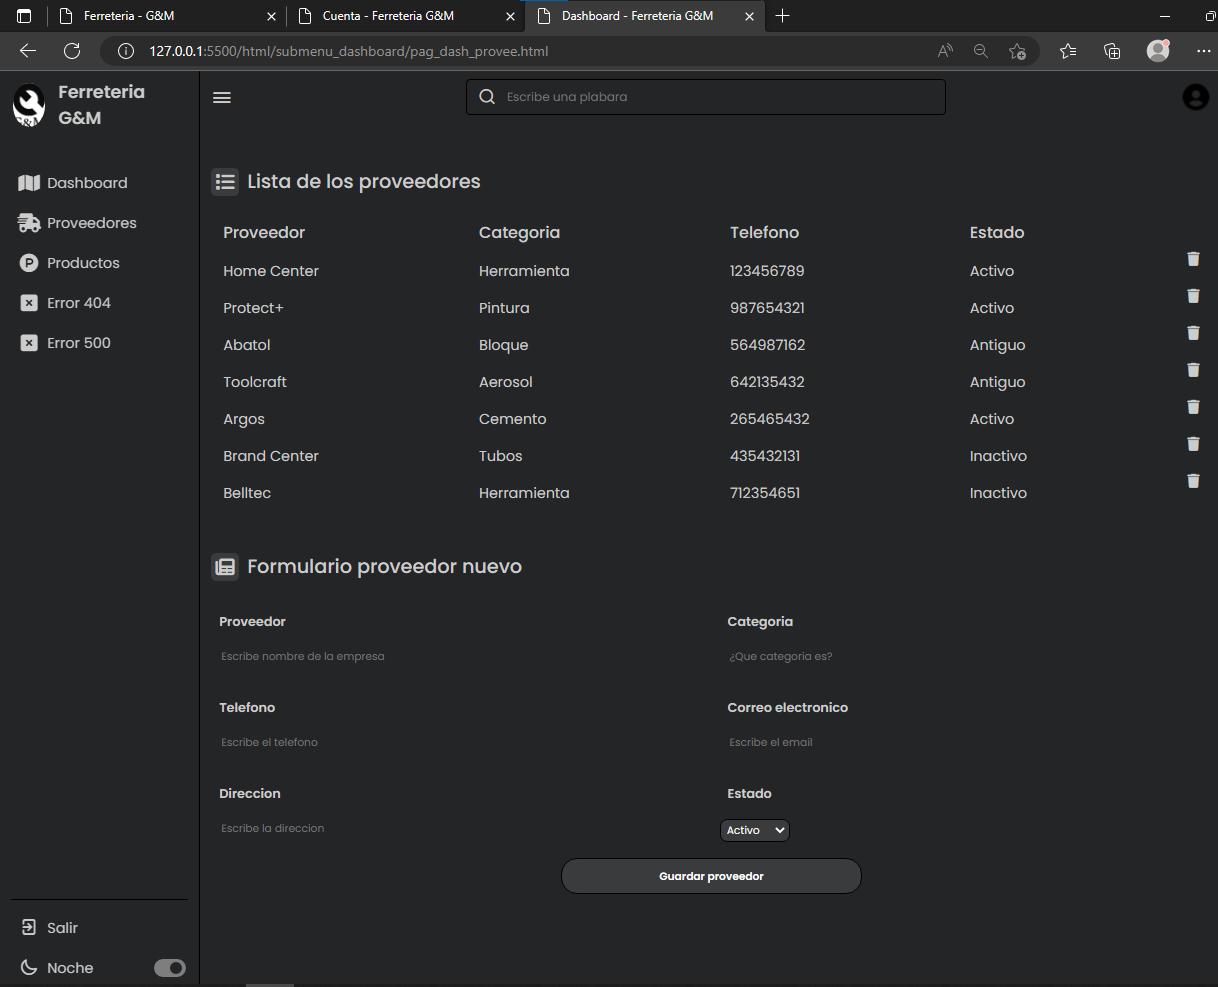 Ferreteria - G&M
Cuenta - Ferreteria G&M
Dashboard - Ferreteria G&M
127.0.0.1:5500/html/submenu_dashboard/pag_dash_provee.html
Ferreteria
G&M
Escribe una plabara
Dashboard
Proveedores
Productos
Error 404
Error 500
Lista de los proveedores
Proveedor Categoria Telefono Estado
Home Center Herramienta 123456789 Activo
Protect+ Pintura 987654321 Activo
Abatol Bloque 564987162 Antiguo
Toolcraft Aerosol 642135432 Antiguo
Argos Cemento 265465432 Activo
Brand Center Tubos 435432131 Inactivo
Belltec Herramienta 712354651 Inactivo
Formulario proveedor nuevo
Proveedor Categoria
Escribe nombre de la empresa ¿Que categoria es?
Telefono Correo electronico
Escribe el telefono Escribe el email
Direccion Estado
Escribe la direccion Activo
Guardar proveedor
Salir
Noche